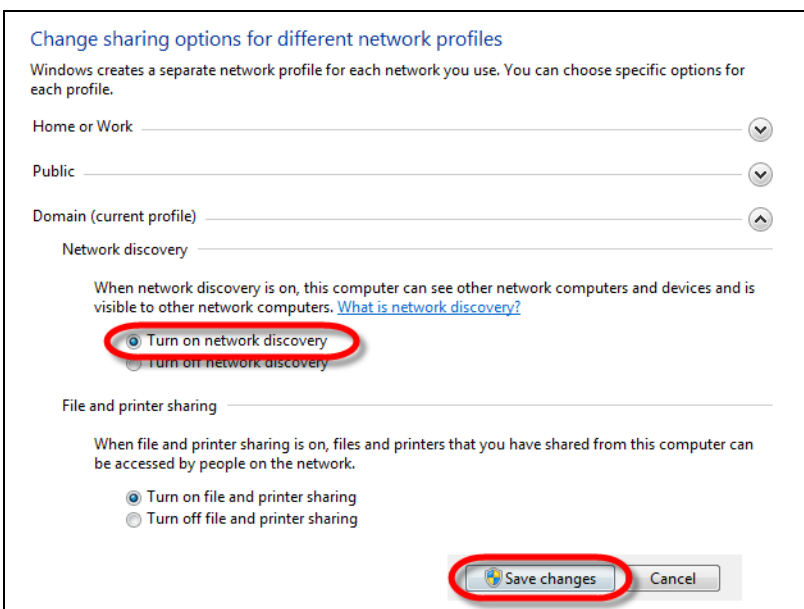 Change sharing options for different network profiles
Windows creates a separate network profile for each network you use. You can choose specific options for
each profile.
Home or Work
Public
Domain (current profile)
Network discovery
When network discovery is on, this computer can see other network computers and devices and is
visible to other network computers. What is network discovery?
Turn on network discovery
Turn off network discovery
File and printer sharing
When file and printer sharing is on, files and printers that you have shared from this computer can
be accessed by people on the network.
Turn on file and printer sharing
Turn off file and printer sharing
Save changes Cancel